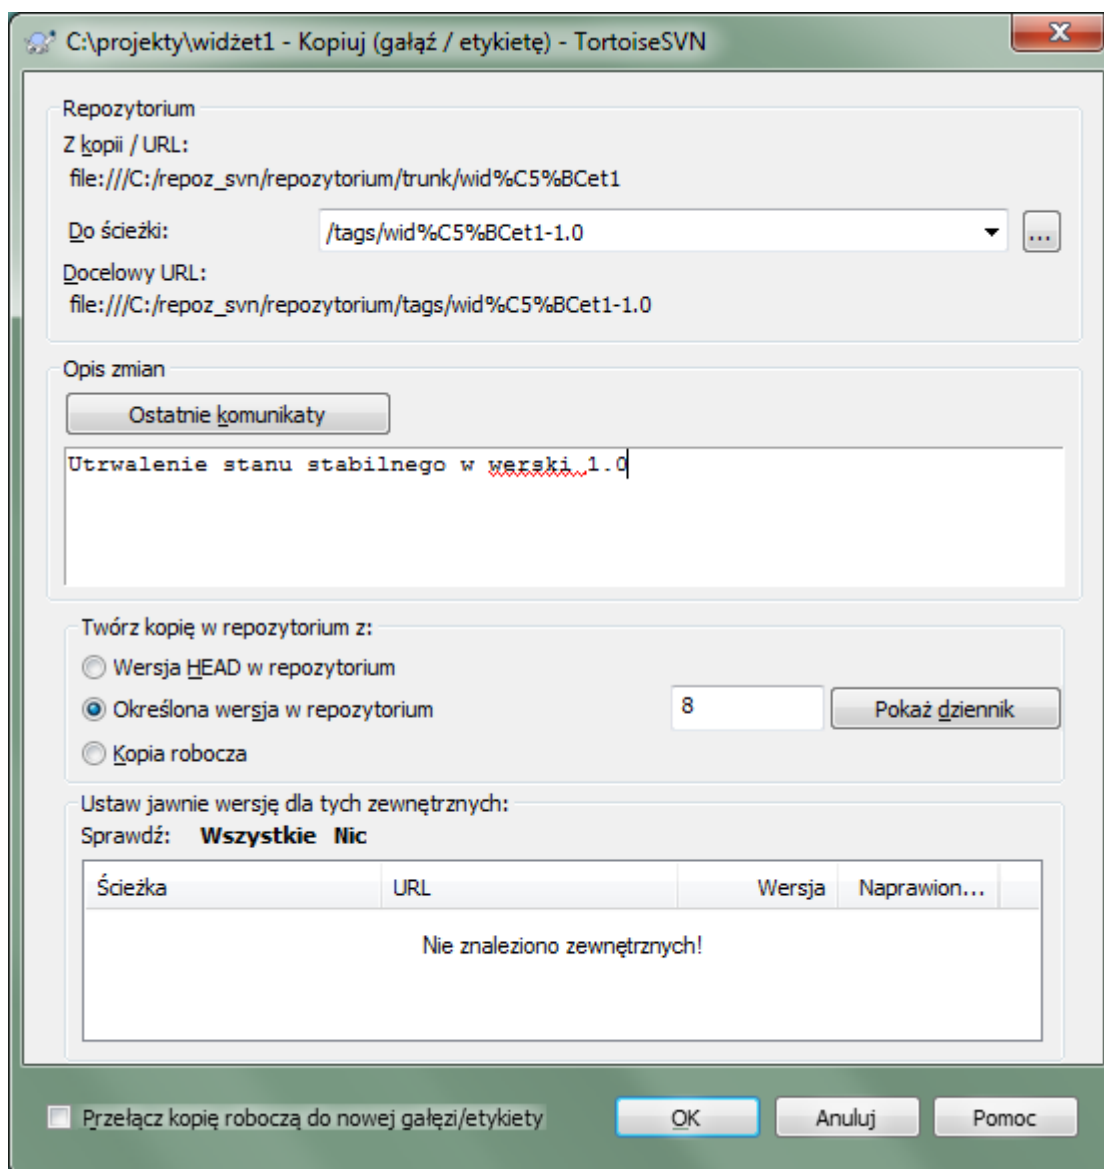 C:\projekty\widżet1 - Kopiuj (gałąź / etykietę) - TortoiseSVN
Repozytorium
Z kopii / URL:
file:///C:/repoz_svn/repozytorium/trunk/wid%C5%BCet1
Do ścieżki: /tags/wid%C5%BCet1-1.0 ...
Docelowy URL:
file:///C:/repoz_svn/repozytorium/tags/wid%C5%BCet1-1.0
Opis zmian
Ostatnie komunikaty
Utrwalenie stanu stabilnego w werski 1.0
Twórz kopię w repozytorium z:
Wersja HEAD w repozytorium
Określona wersja w repozytorium 8 Pokaż dziennik
Kopia robocza
Ustaw jawnie wersję dla tych zewnętrznych:
Sprawdź: Wszystkie Nic
Ścieżka URL Wersja Naprawion...
Nie znaleziono zewnętrznych!
Przełącz kopię roboczą do nowej gałęzi/etykiety OK Anuluj Pomoc